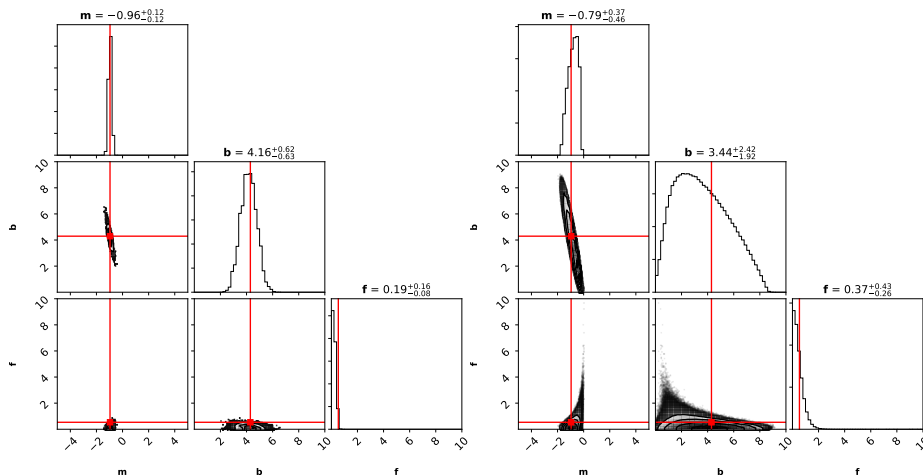 m = −0.96 +0.12 −0.12
m = −0.79 +0.37 −0.46
b = 4.16 +0.62 −0.63
b = 3.44 +2.42 −1.92
10
8
6
4
2
b
10
8
6
4
2
b
f = 0.19 +0.16 −0.08
f = 0.37 +0.43 −0.26
10
8
6
4
2
f
10
8
6
4
2
f
−4 −2 0 2 4
2 4 6 8 10
2 4 6 8 10
−4 −2 0 2 4
2 4 6 8 10
2 4 6 8 10
m b f
m b f